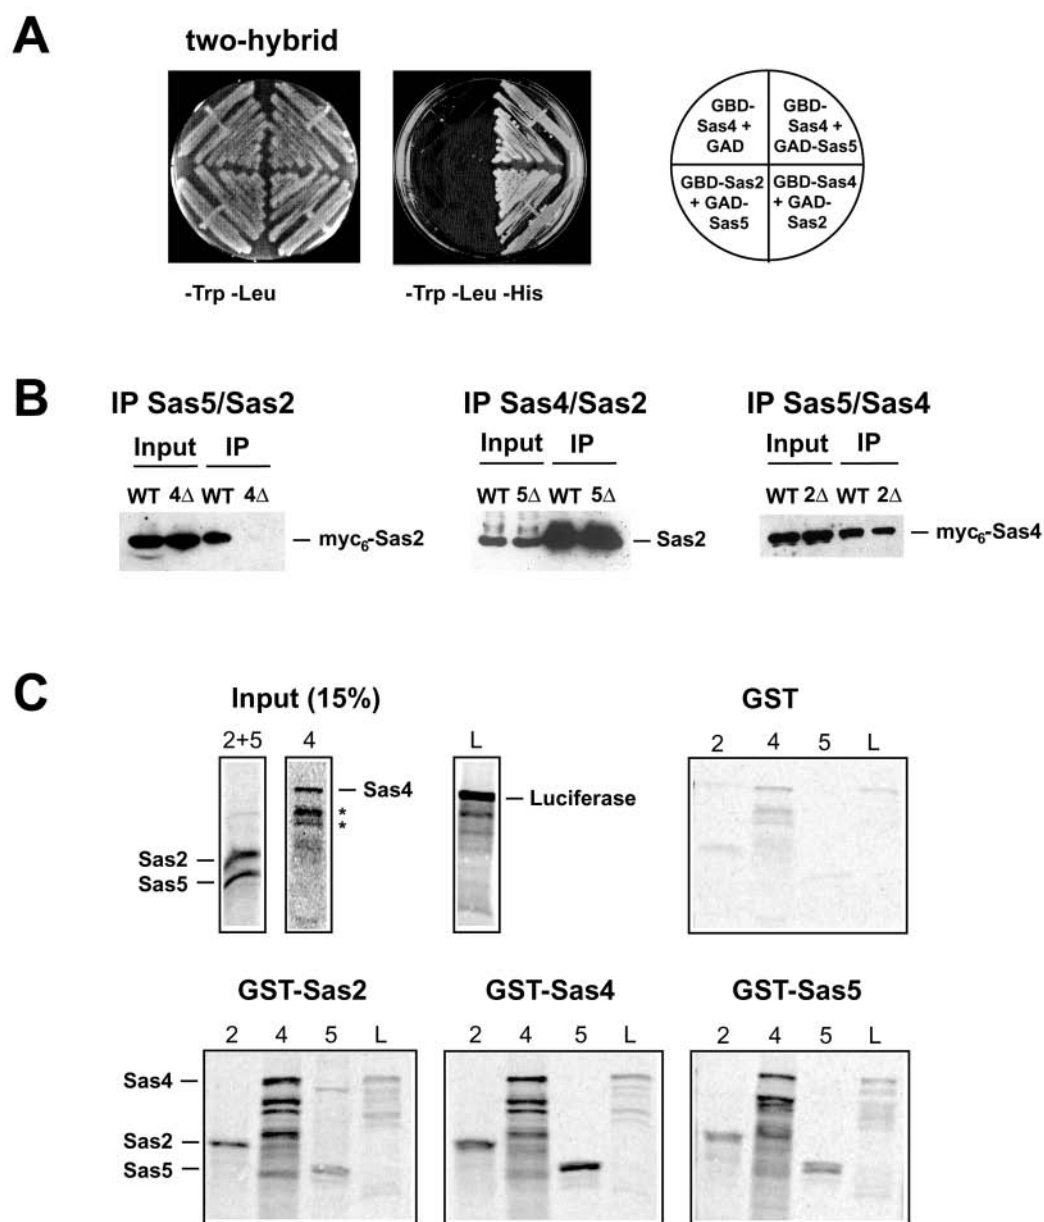 A
two-hybrid
GBD-
Sas4 +
GAD
GBD-
Sas4 +
GAD-Sas5
GBD-Sas2
+ GAD-
Sas5
GBD-Sas4
+ GAD-
Sas2
-Trp -Leu
-Trp -Leu -His
B
IP Sas5/Sas2
Input IP
WT 4Δ WT 4Δ
myc6-Sas2
IP Sas4/Sas2
Input IP
WT 5Δ WT 5Δ
Sas2
IP Sas5/Sas4
Input IP
WT 2Δ WT 2Δ
myc6-Sas4
C
Input (15%)
2+5 4 L
Sas4
*
*
Luciferase
Sas2
Sas5
GST
2 4 5 L
GST-Sas2
2 4 5 L
Sas4
Sas2
Sas5
GST-Sas4
2 4 5 L
GST-Sas5
2 4 5 L